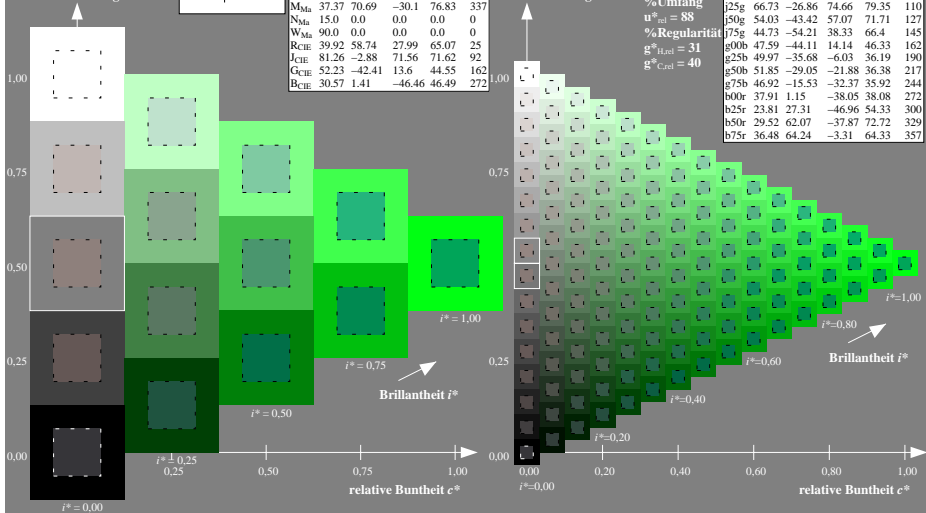 M_Ma 37.37 70.69 −30.1 76.83 337
N_Ma 15.0 0.0 0.0 0.0 0
W_Ma 90.0 0.0 0.0 0.0 0
R_CIE 39.92 58.74 27.99 65.07 25
J_CIE 81.26 −2.88 71.56 71.62 92
G_CIE 52.23 −42.41 13.6 44.55 162
B_CIE 30.57 1.41 −46.46 46.49 272
1,00
0,75
0,50
0,25
0,00
i* = 1,00
i* = 0,75
Brillantheit i*
i* = 0,50
i* = 0,25
i* = 0,00
0,25 0,50 0,75 1,00
relative Buntheit c*
%Umfang
u*rel = 88
%Regularität
g*H,rel = 31
g*C,rel = 40
j25g 66.73 −26.86 74.66 79.35 110
j50g 54.03 −43.42 57.07 71.71 127
j75g 44.73 −54.21 38.33 66.4 145
g00b 47.59 −44.11 14.14 46.33 162
g25b 49.97 −35.68 −6.03 36.19 190
g50b 51.85 −29.05 −21.88 36.38 217
g75b 46.92 −15.53 −32.37 35.92 244
b00r 37.91 1.15 −38.05 38.08 272
b25r 23.81 27.31 −46.96 54.33 300
b50r 29.52 62.07 −37.87 72.72 329
b75r 36.48 64.24 −3.31 64.33 357
1,00
0,75
0,50
0,25
0,00
i*=1,00
i*=0,80
Brillantheit i*
i*=0,60
i*=0,40
i*=0,20
i*=0,00
0,00 0,20 0,40 0,60 0,80 1,00
relative Buntheit c*